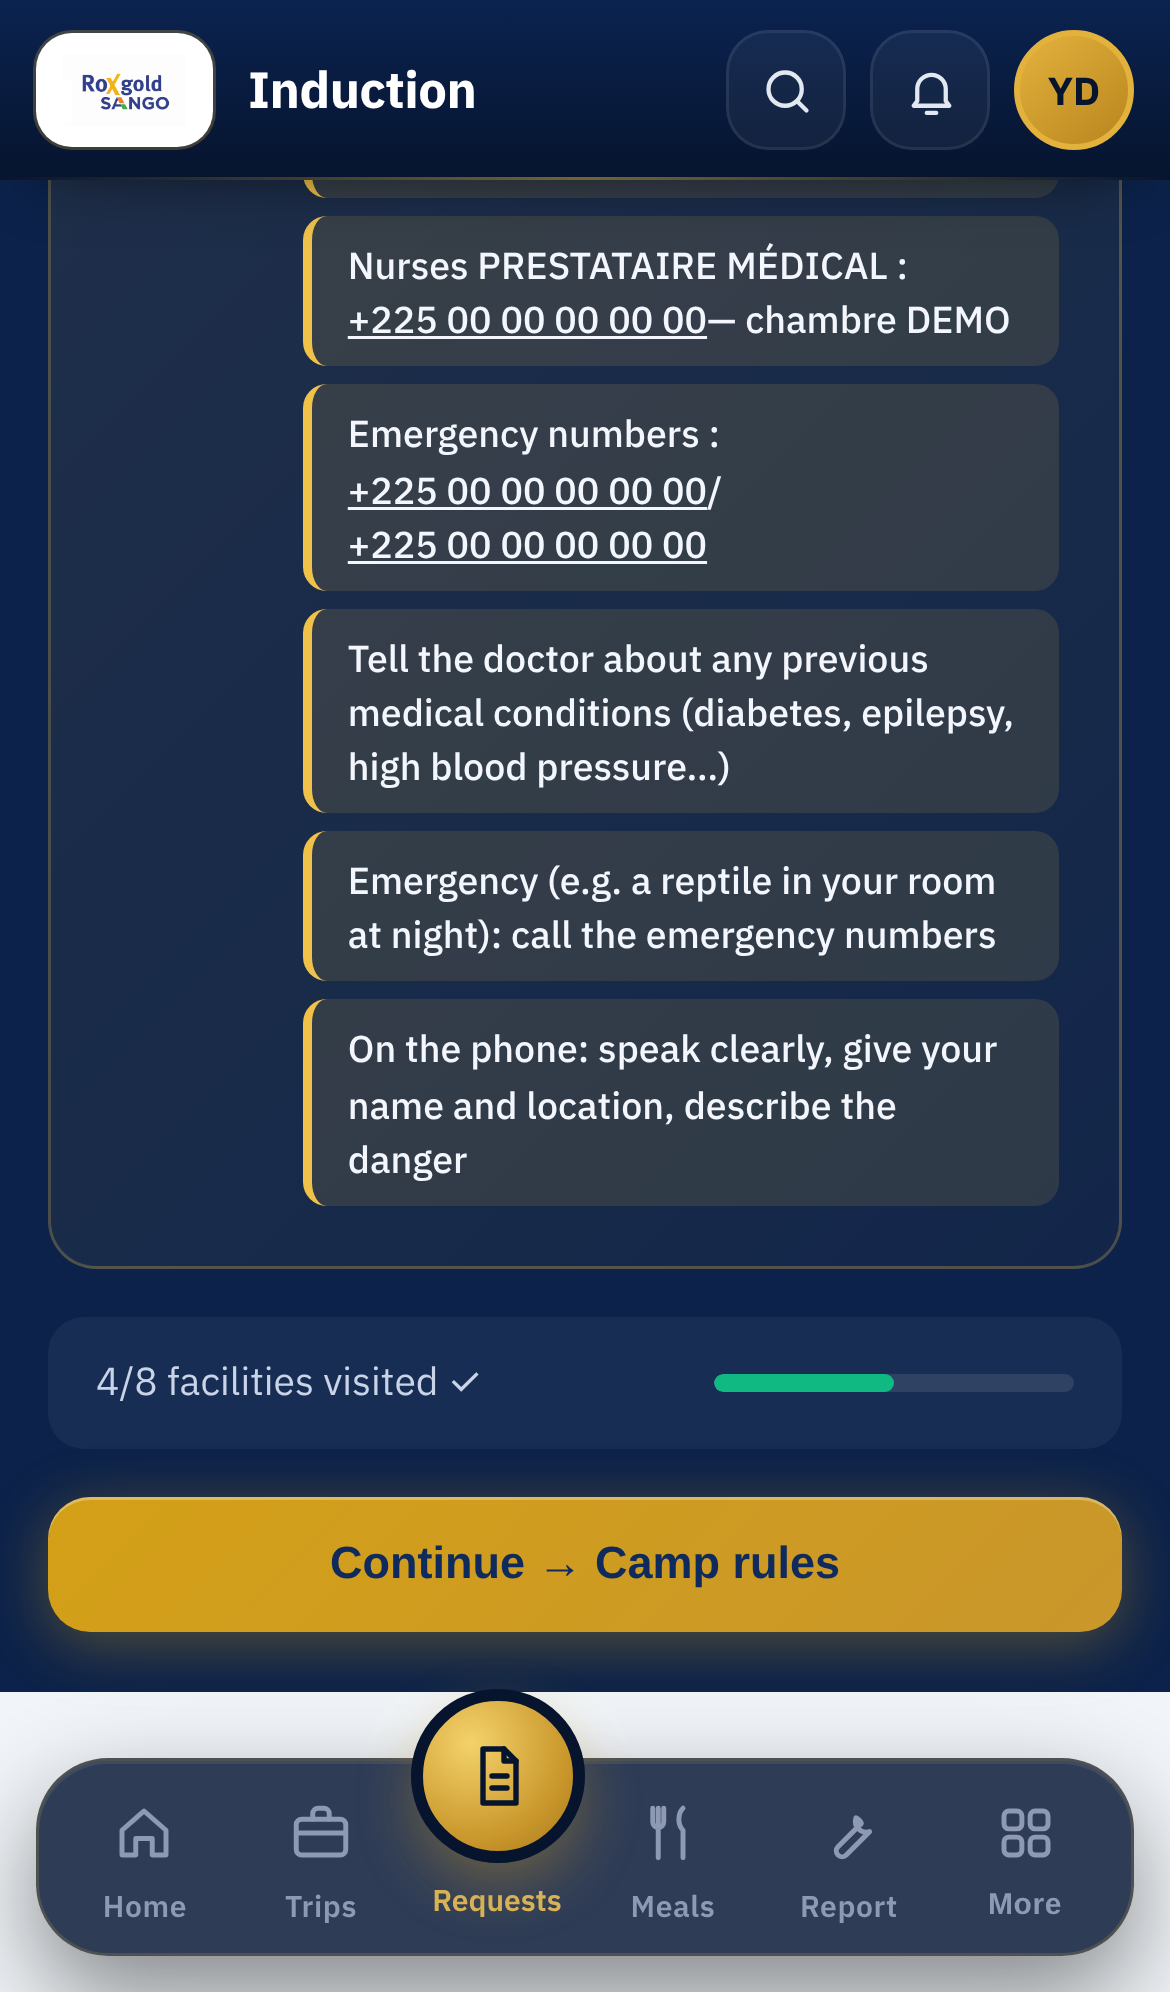 Roxgold
SANGO
Induction
YD
Nurses PRESTATAIRE MÉDICAL :
+225 00 00 00 00 00— chambre DEMO
Emergency numbers :
+225 00 00 00 00 00/
+225 00 00 00 00 00
Tell the doctor about any previous
medical conditions (diabetes, epilepsy,
high blood pressure...)
Emergency (e.g. a reptile in your room
at night): call the emergency numbers
On the phone: speak clearly, give your
name and location, describe the
danger
4/8 facilities visited ✓
Continue → Camp rules
Home
Trips
Requests
Meals
Report
More